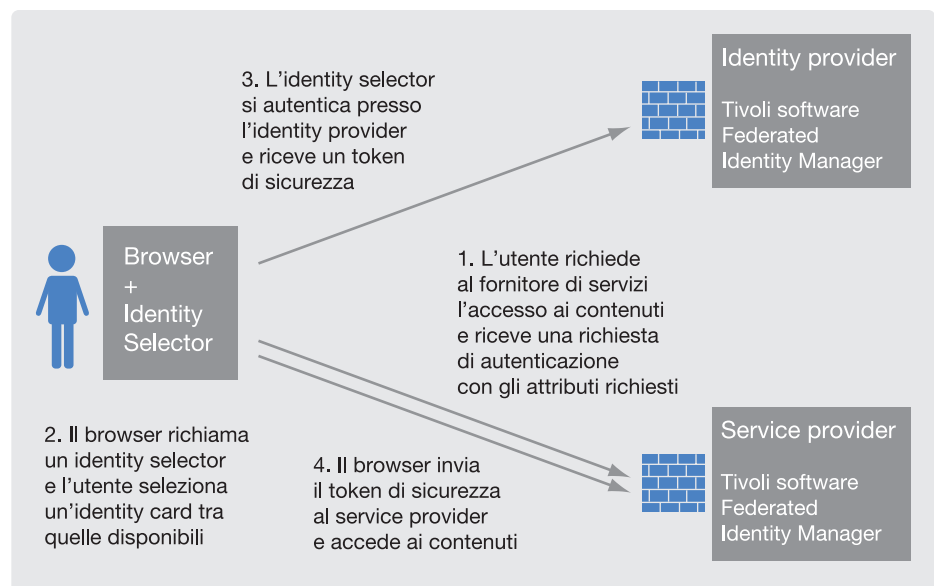 3. L'identity selector
si autentica presso
l'identity provider
e riceve un token
di sicurezza
Identity provider
Tivoli software
Federated
Identity Manager
Browser
+
Identity
Selector
1. L'utente richiede
al fornitore di servizi
l'accesso ai contenuti
e riceve una richiesta
di autenticazione
con gli attributi richiesti
2. Il browser richiama
un identity selector
e l'utente seleziona
un'identity card tra
quelle disponibili
4. Il browser invia
il token di sicurezza
al service provider
e accede ai contenuti
Service provider
Tivoli software
Federated
Identity Manager